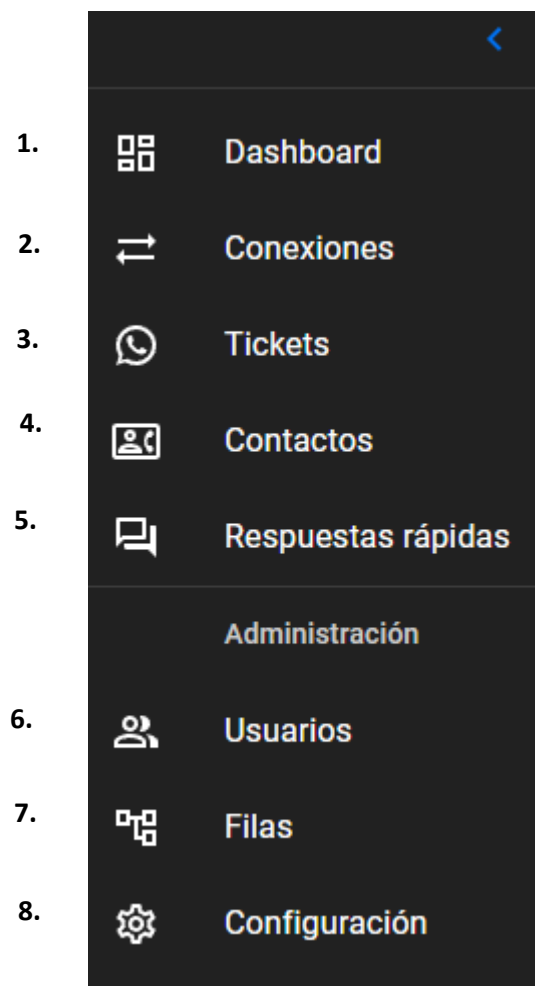 1. Dashboard
2. Conexiones
3. Tickets
4. Contactos
5. Respuestas rápidas
Administración
6. Usuarios
7. Filas
8. Configuración